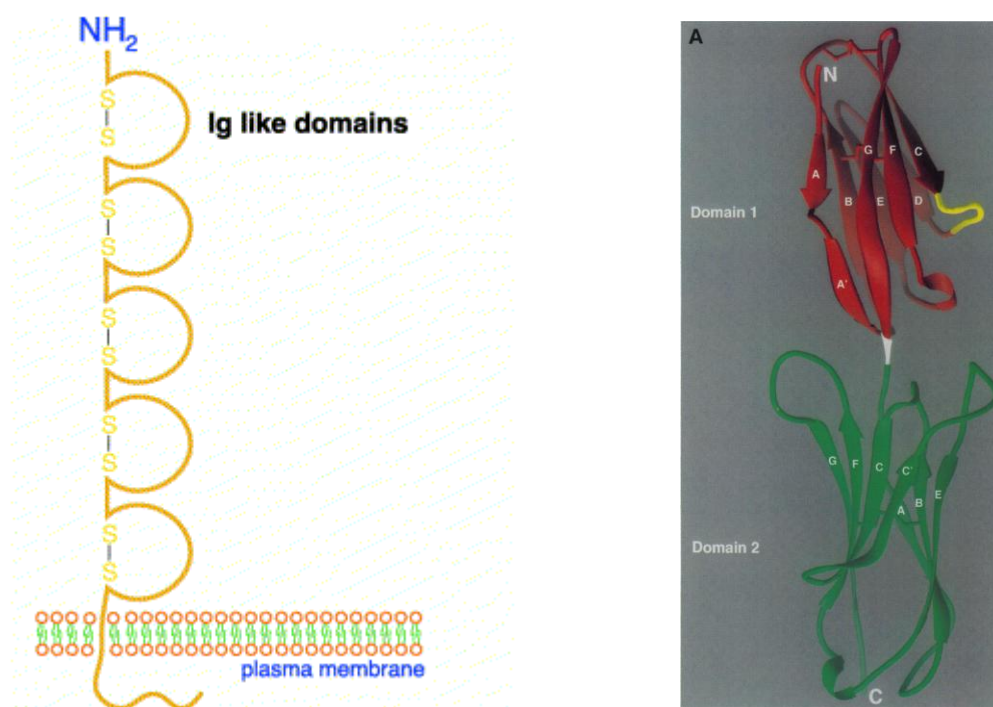 NH2
S
S
Ig like domains
S
S
S
S
S
S
S
S
plasma membrane
A
N
G F C
A
B E D
Domain 1
A'
G F C C' A B E
Domain 2
C